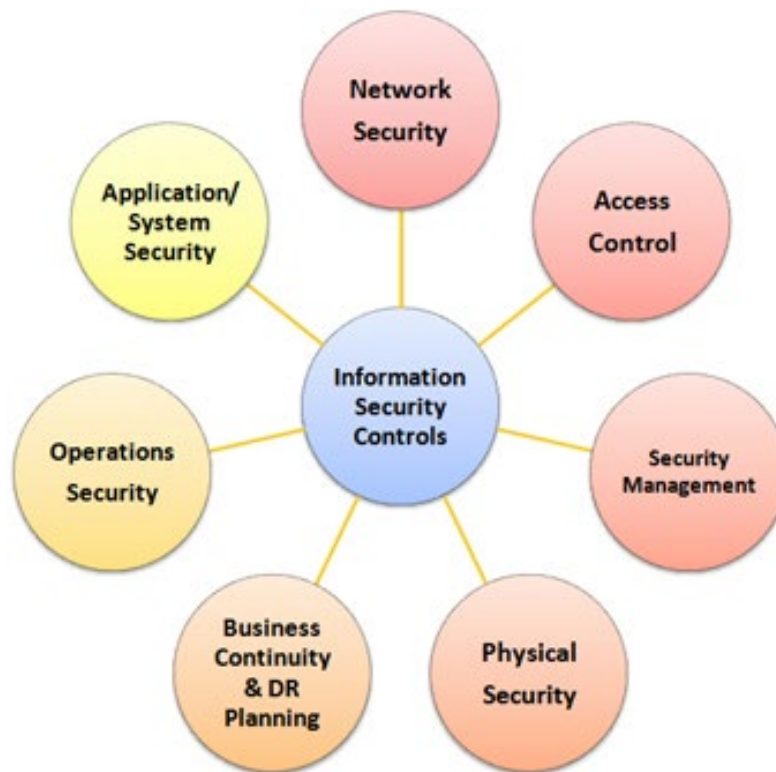 Network
Security
Access
Control
Security
Management
Physical
Security
Business
Continuity
& DR
Planning
Operations
Security
Application/
System
Security
Information
Security
Controls